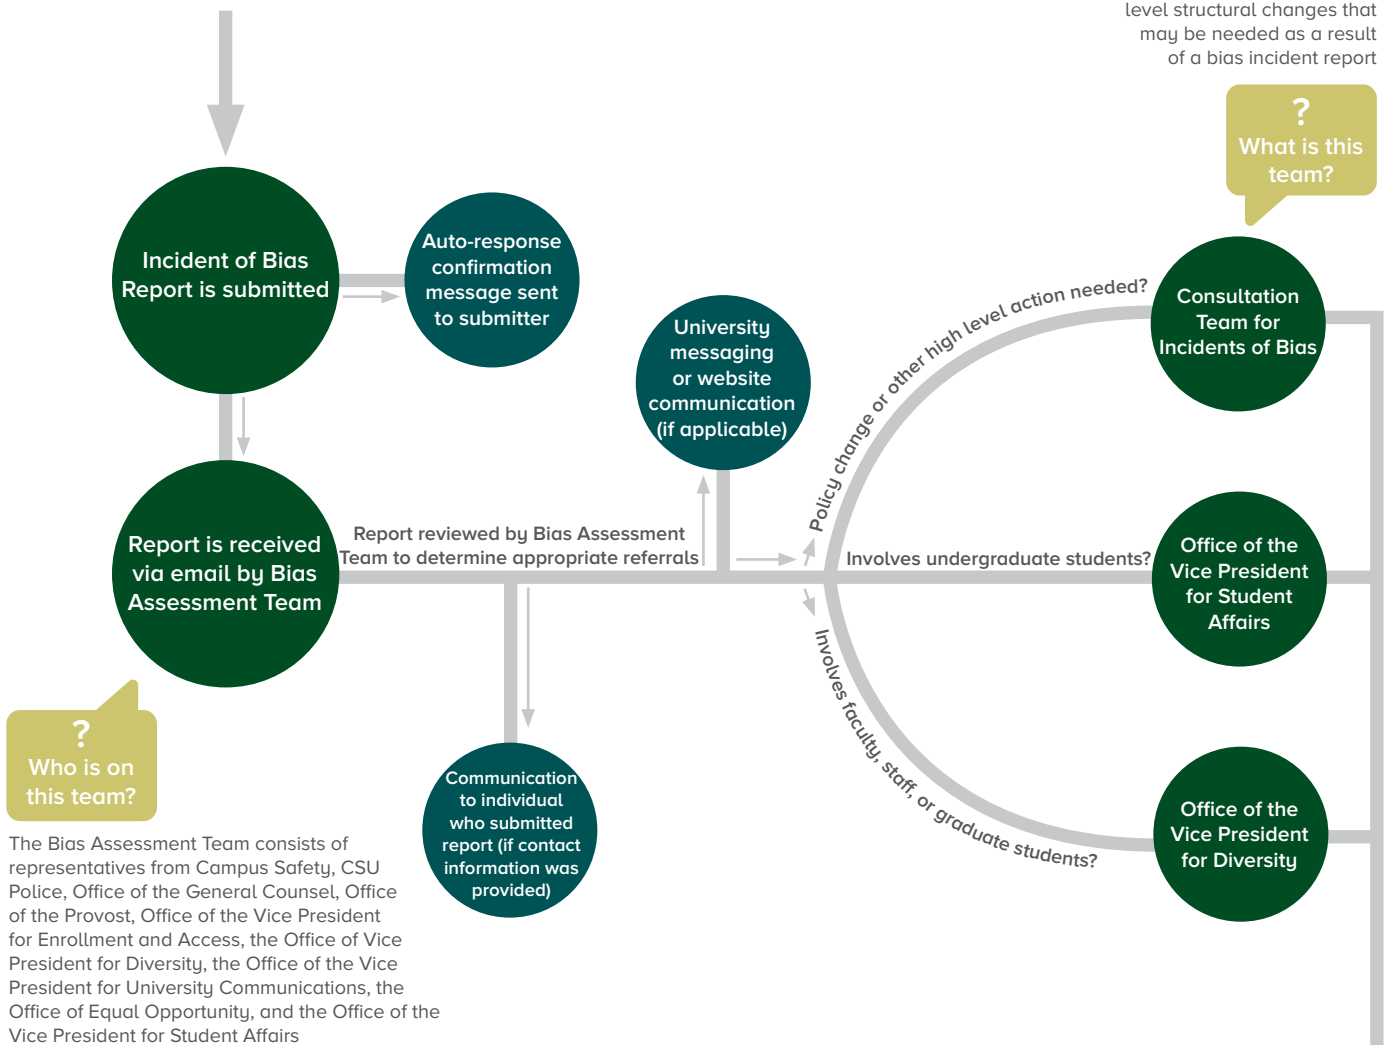 level structural changes that
may be needed as a result
of a bias incident report
?
What is this
team?
Incident of Bias
Report is submitted
Auto-response
confirmation
message sent
to submitter
University
messaging
or website
communication
(if applicable)
Policy change or other high level action needed?
Consultation
Team for
Incidents of Bias
Report is received
via email by Bias
Assessment Team
Report reviewed by Bias Assessment
Team to determine appropriate referrals
Involves undergraduate students?
Office of the
Vice President
for Student
Affairs
Involves faculty, staff, or graduate students?
Office of the
Vice President
for Diversity
Communication
to individual
who submitted
report (if contact
information was
provided)
?
Who is on
this team?
The Bias Assessment Team consists of
representatives from Campus Safety, CSU
Police, Office of the General Counsel, Office
of the Provost, Office of the Vice President
for Enrollment and Access, the Office of Vice
President for Diversity, the Office of the Vice
President for University Communications, the
Office of Equal Opportunity, and the Office of the
Vice President for Student Affairs